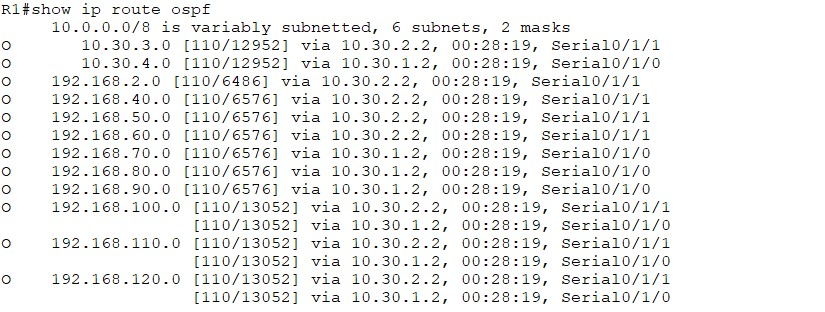 R1#show ip route ospf
     10.0.0.0/8 is variably subnetted, 6 subnets, 2 masks
O       10.30.3.0 [110/12952] via 10.30.2.2, 00:28:19, Serial0/1/1
O       10.30.4.0 [110/12952] via 10.30.1.2, 00:28:19, Serial0/1/0
O    192.168.2.0 [110/6486] via 10.30.2.2, 00:28:19, Serial0/1/1
O    192.168.40.0 [110/6576] via 10.30.2.2, 00:28:19, Serial0/1/1
O    192.168.50.0 [110/6576] via 10.30.2.2, 00:28:19, Serial0/1/1
O    192.168.60.0 [110/6576] via 10.30.2.2, 00:28:19, Serial0/1/1
O    192.168.70.0 [110/6576] via 10.30.1.2, 00:28:19, Serial0/1/0
O    192.168.80.0 [110/6576] via 10.30.1.2, 00:28:19, Serial0/1/0
O    192.168.90.0 [110/6576] via 10.30.1.2, 00:28:19, Serial0/1/0
O    192.168.100.0 [110/13052] via 10.30.2.2, 00:28:19, Serial0/1/1
                   [110/13052] via 10.30.1.2, 00:28:19, Serial0/1/0
O    192.168.110.0 [110/13052] via 10.30.2.2, 00:28:19, Serial0/1/1
                   [110/13052] via 10.30.1.2, 00:28:19, Serial0/1/0
O    192.168.120.0 [110/13052] via 10.30.2.2, 00:28:19, Serial0/1/1
                   [110/13052] via 10.30.1.2, 00:28:19, Serial0/1/0